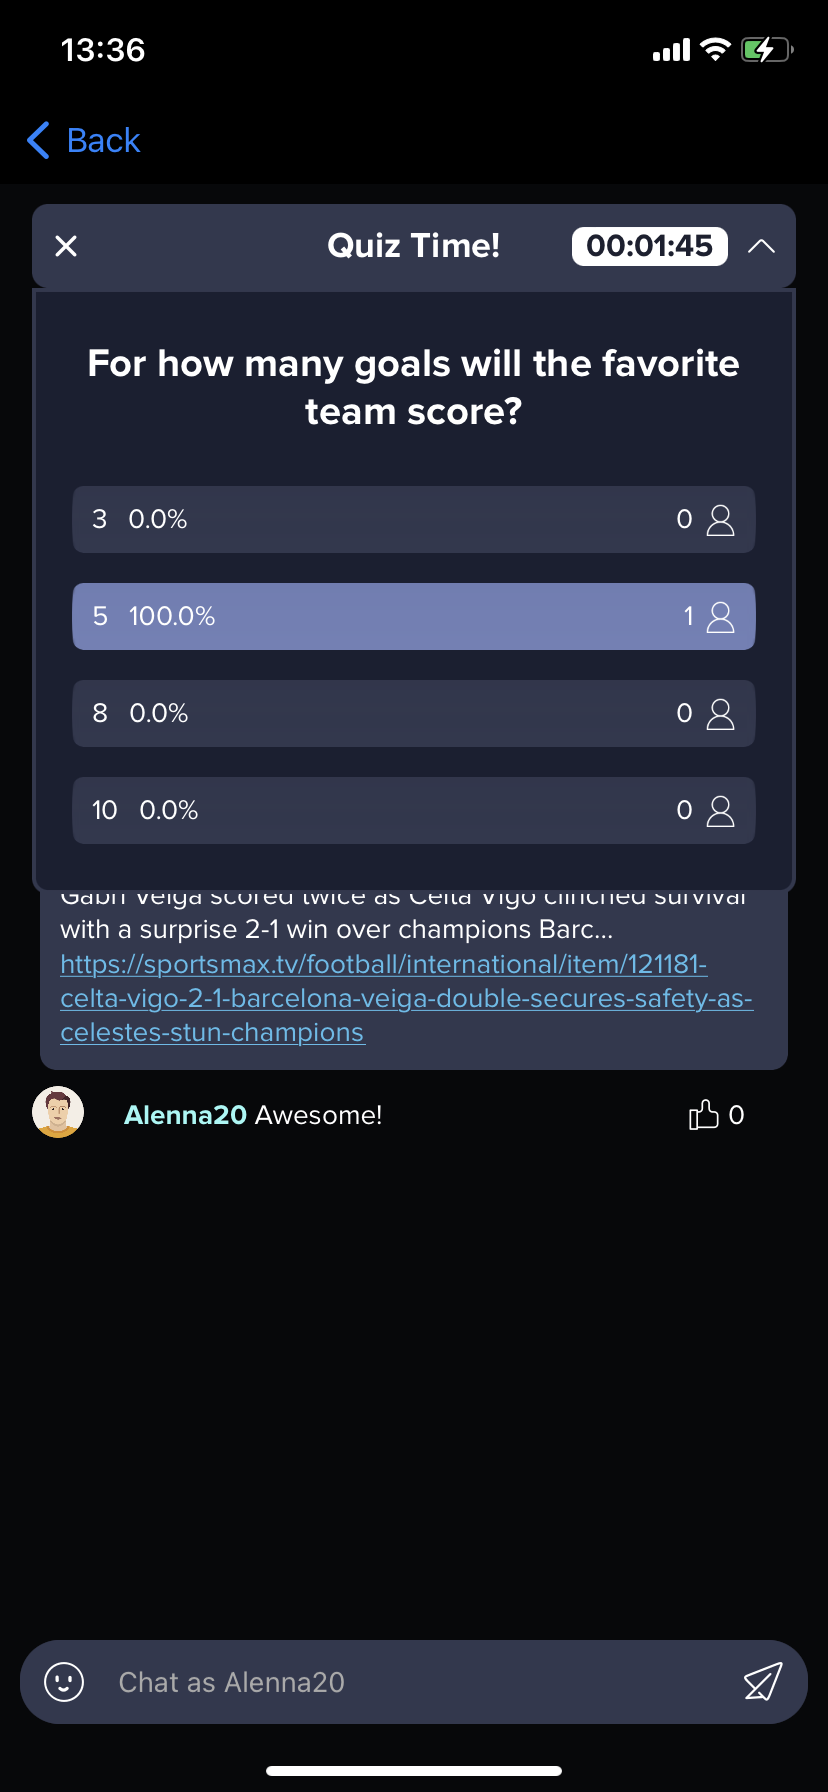 13:36
Back
Quiz Time! 00:01:45
For how many goals will the favorite
team score?
3 0.0% 0
5 100.0% 1
8 0.0% 0
10 0.0% 0
Gabri Veiga scored twice as Celta Vigo clinched survival
with a surprise 2-1 win over champions Barc...
https://sportsmax.tv/football/international/item/121181-
celta-vigo-2-1-barcelona-veiga-double-secures-safety-as-
celestes-stun-champions
Alenna20 Awesome! 0
Chat as Alenna20